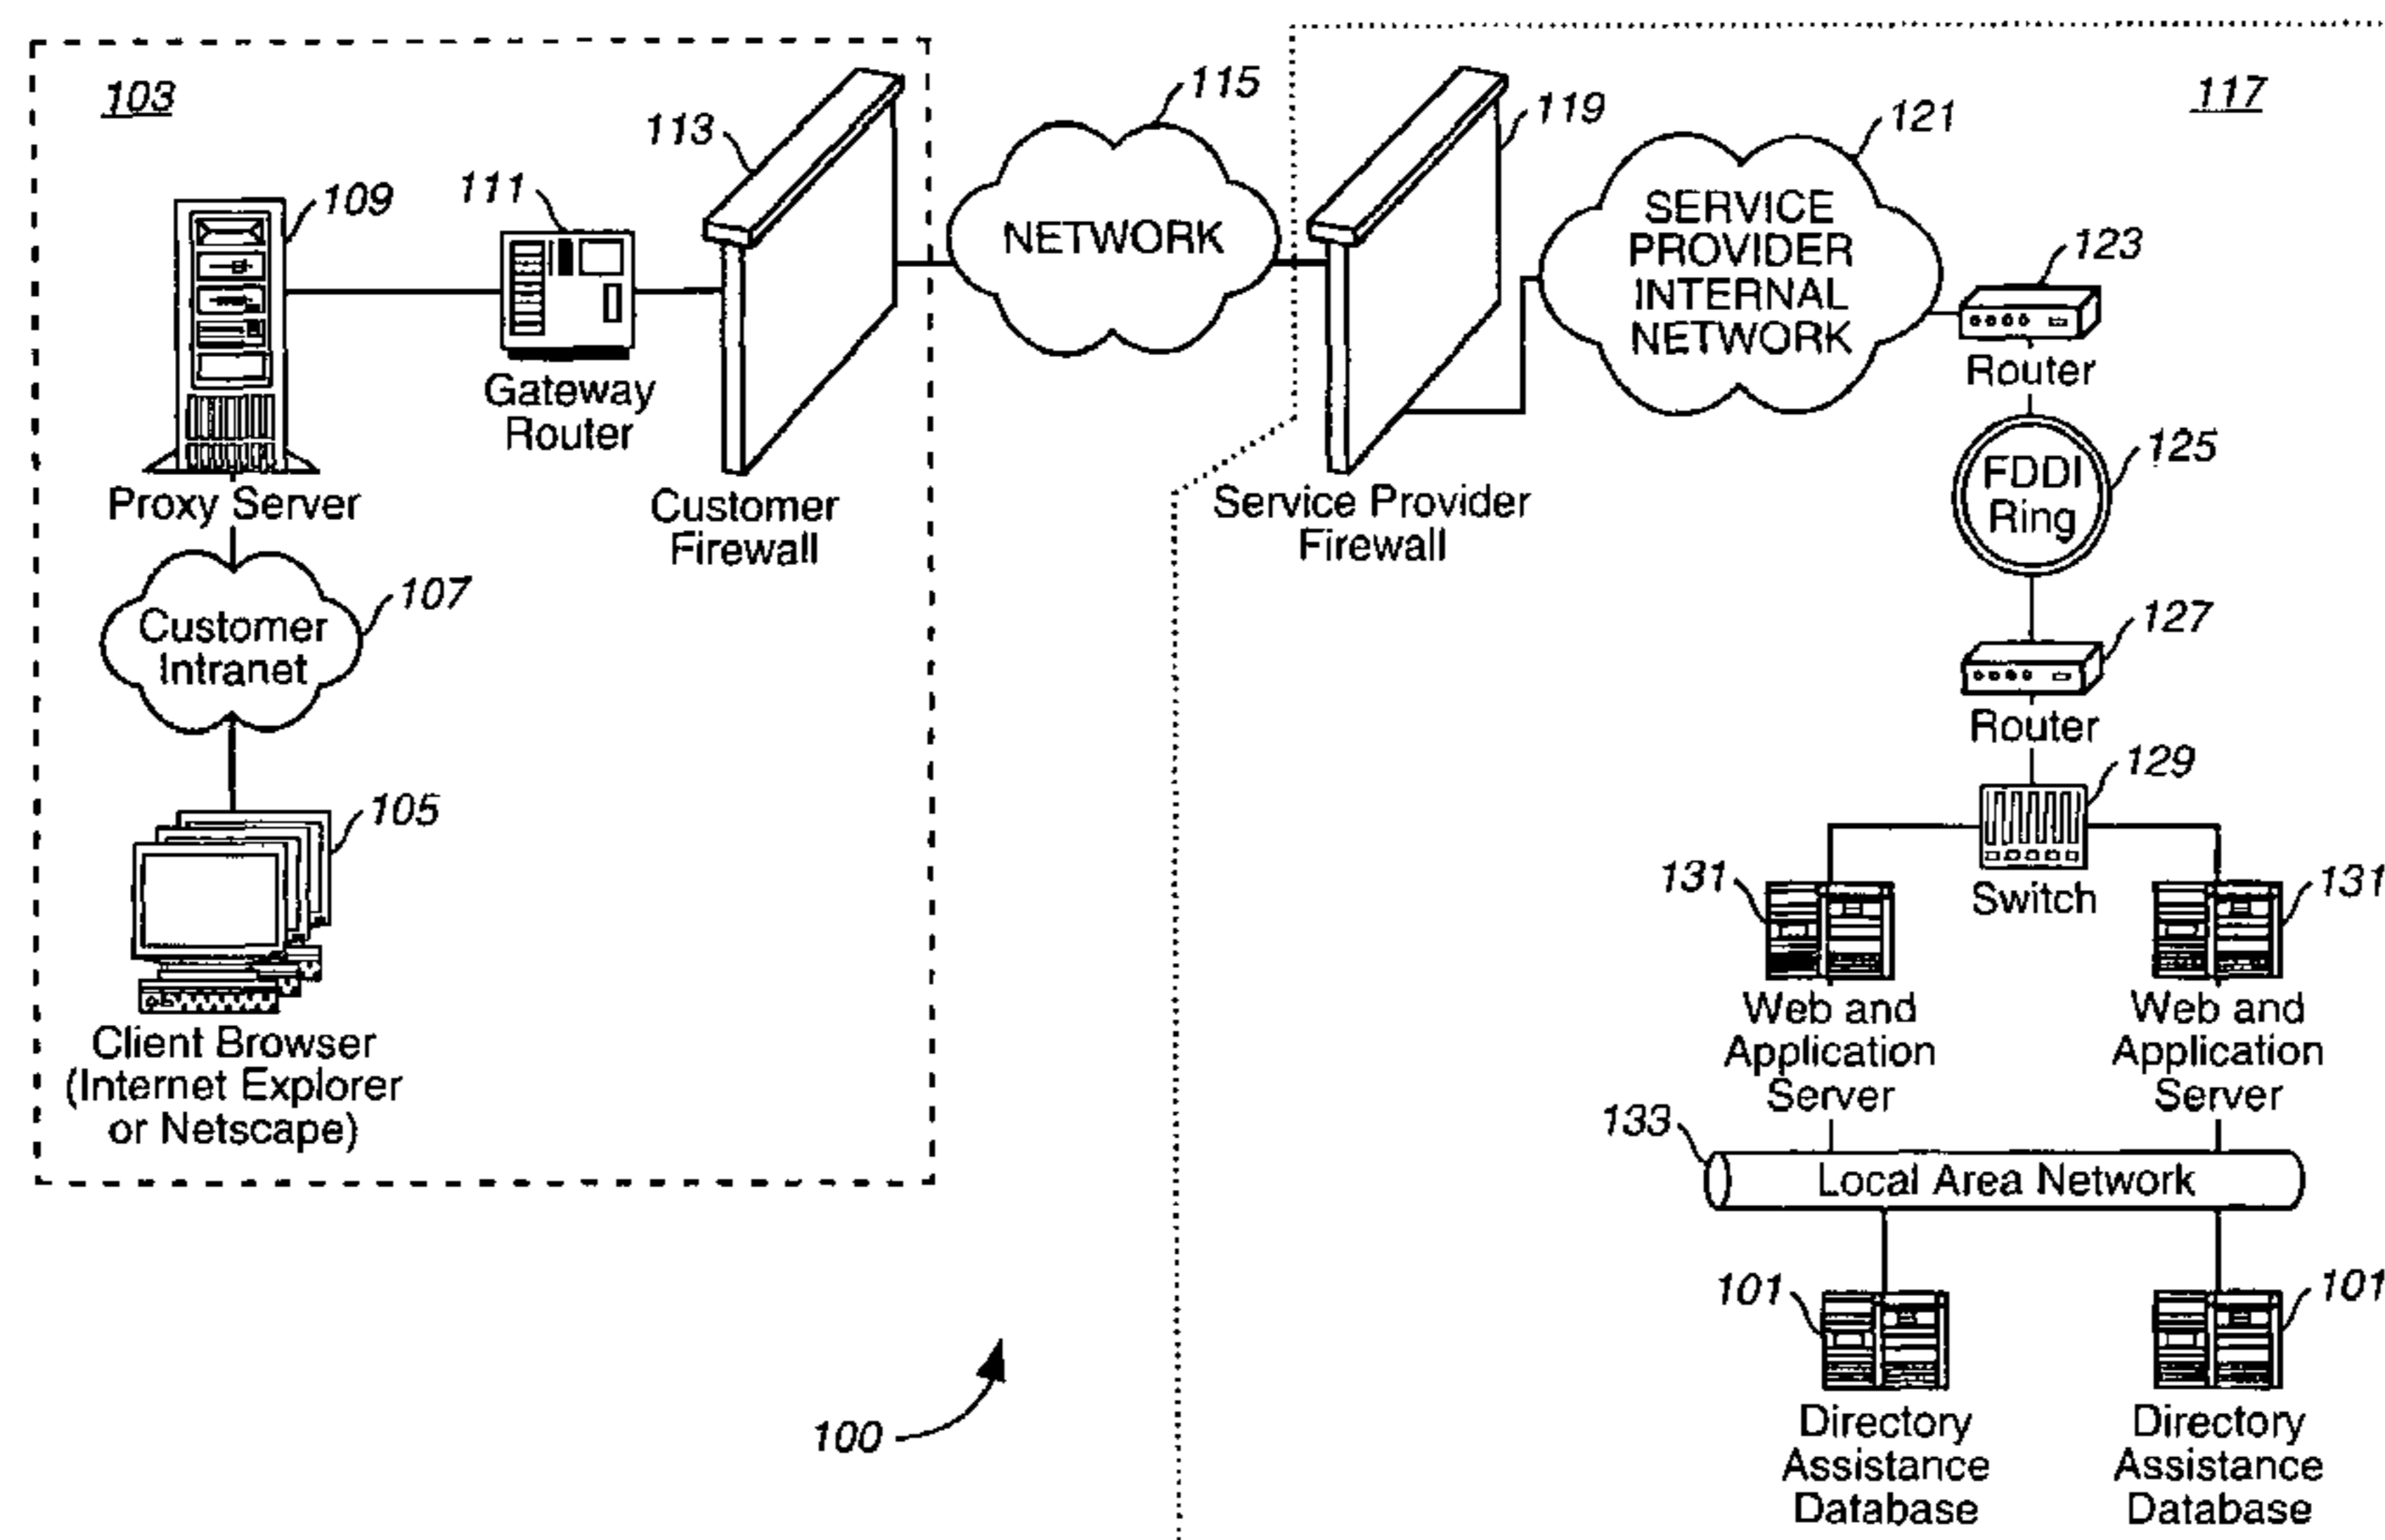 103
113
115
119
121
117
109
111
NETWORK
SERVICE
PROVIDER
INTERNAL
NETWORK
123
Router
Gateway
Router
Proxy Server
Customer
Firewall
Service Provider
Firewall
FDDI
Ring
125
Customer
Intranet
107
127
Router
129
105
131
Switch
131
Client Browser
(Internet Explorer
or Netscape)
Web and
Application
Server
Web and
Application
Server
133
Local Area Network
101
101
100
Directory
Assistance
Database
Directory
Assistance
Database